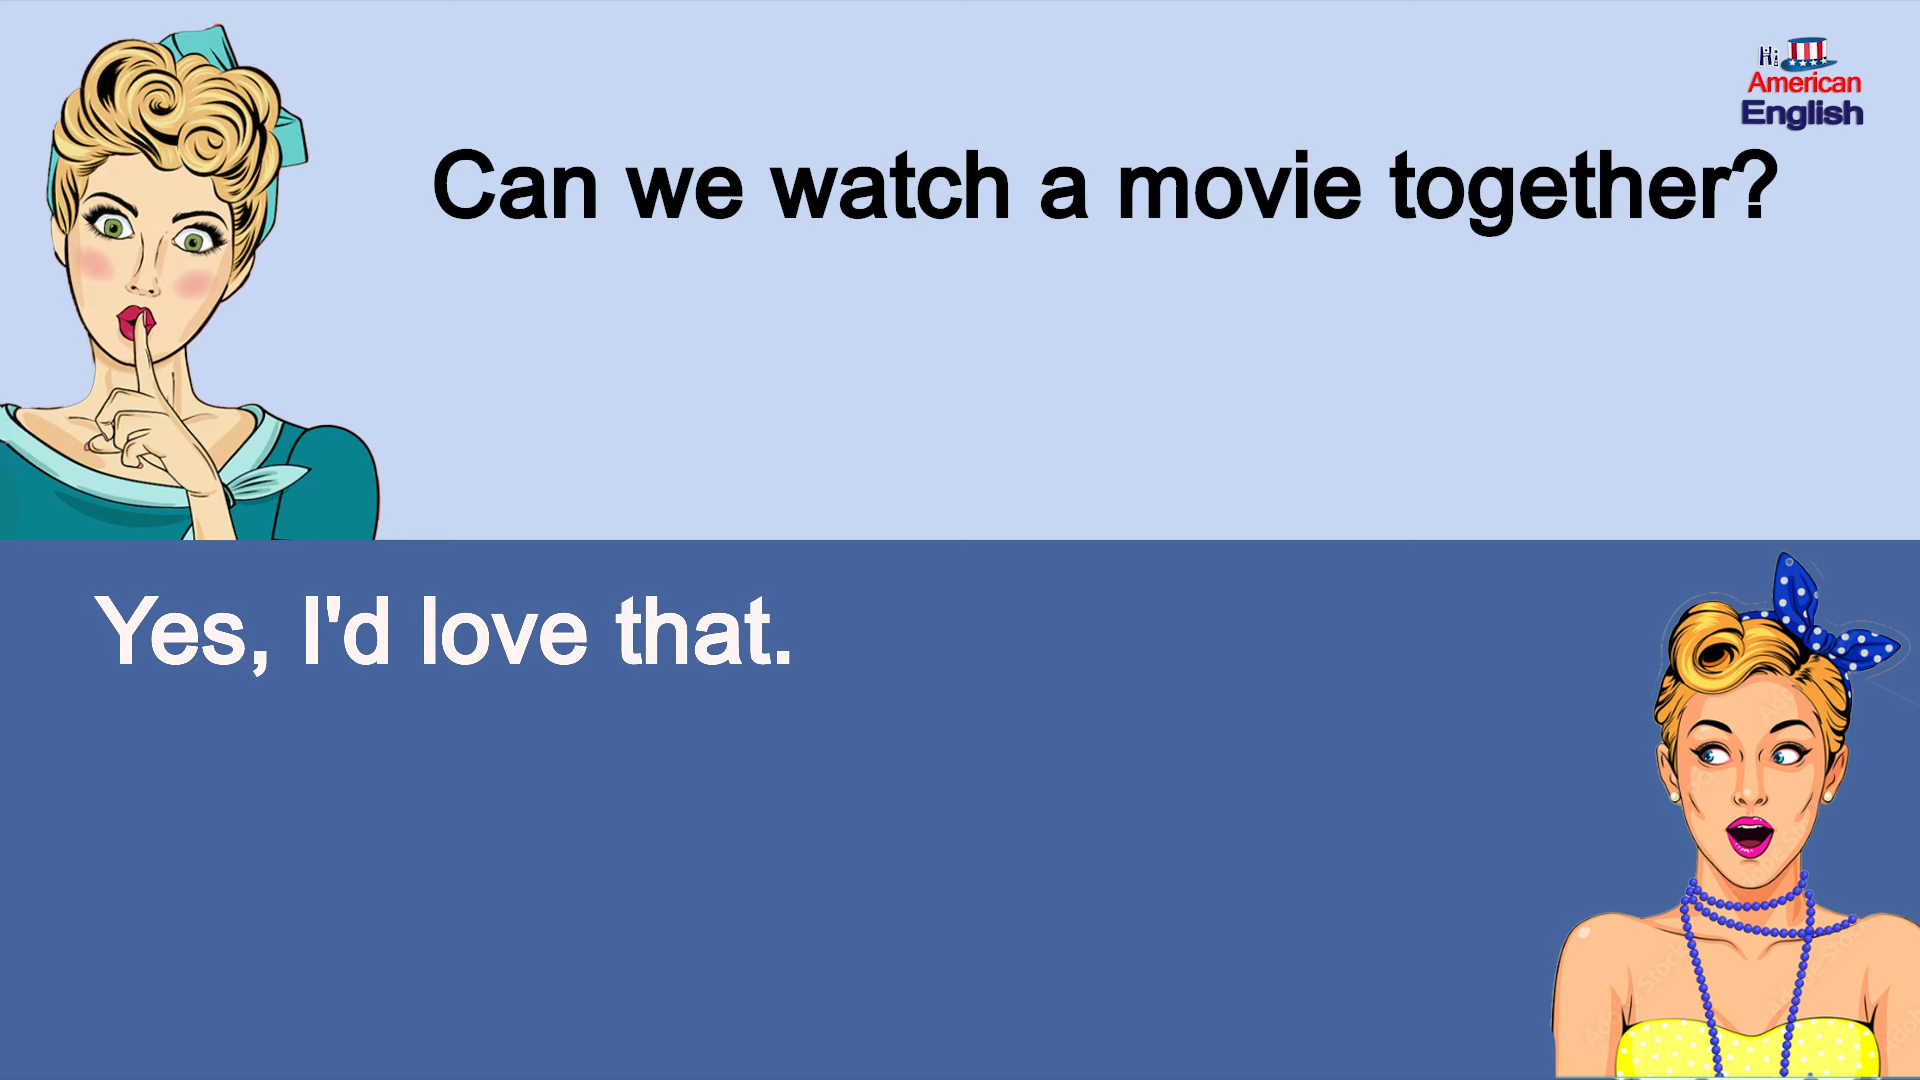 Hi
American
English
Can we watch a movie together?
Yes, I'd love that.